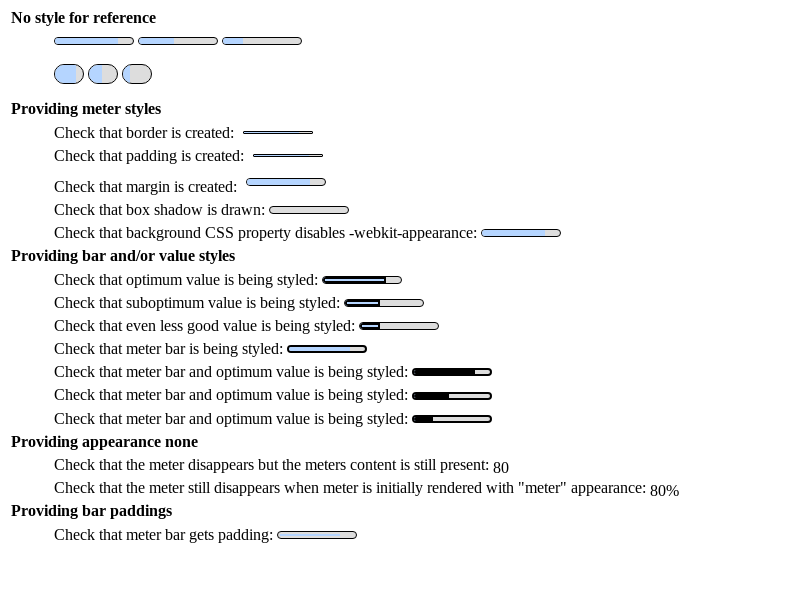 No style for reference
Providing meter styles
Check that border is created:
Check that padding is created:
Check that margin is created:
Check that box shadow is drawn:
Check that background CSS property disables -webkit-appearance:
Providing bar and/or value styles
Check that optimum value is being styled:
Check that suboptimum value is being styled:
Check that even less good value is being styled:
Check that meter bar is being styled:
Check that meter bar and optimum value is being styled:
Check that meter bar and optimum value is being styled:
Check that meter bar and optimum value is being styled:
Providing appearance none
Check that the meter disappears but the meters content is still present: 80
Check that the meter still disappears when meter is initially rendered with "meter" appearance: 80%
Providing bar paddings
Check that meter bar gets padding: